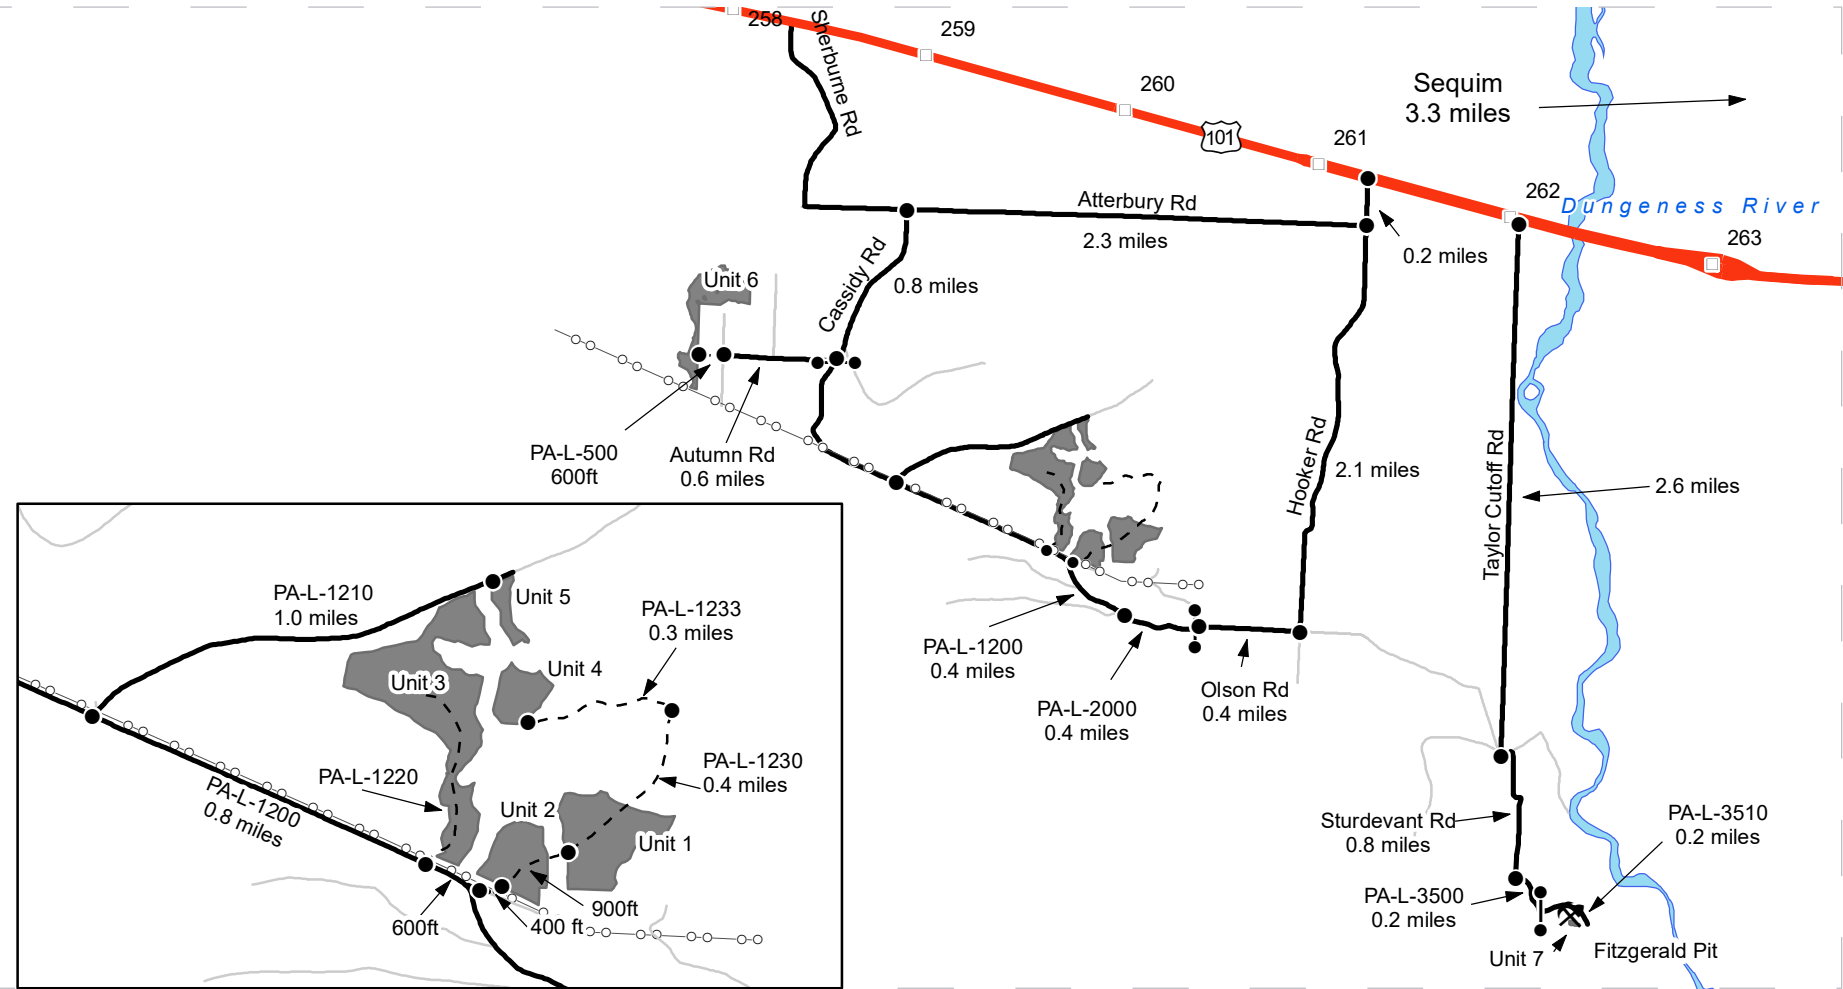 258
Sherburne Rd
259
260
Sequim
3.3 miles
101
261
262
Dungeness River
263
Atterbury Rd
2.3 miles
0.2 miles
Cassidy Rd
0.8 miles
Unit 6
PA-L-500
600ft
Autumn Rd
0.6 miles
Hooker Rd
2.1 miles
Taylor Cutoff Rd
2.6 miles
PA-L-1200
0.4 miles
PA-L-2000
0.4 miles
Olson Rd
0.4 miles
Sturdevant Rd
0.8 miles
PA-L-3510
0.2 miles
PA-L-3500
0.2 miles
Unit 7
Fitzgerald Pit
PA-L-1210
1.0 miles
Unit 5
PA-L-1233
0.3 miles
Unit 4
Unit 3
PA-L-1220
PA-L-1230
0.4 miles
PA-L-1200
0.8 miles
Unit 2
Unit 1
900ft
600ft
400 ft